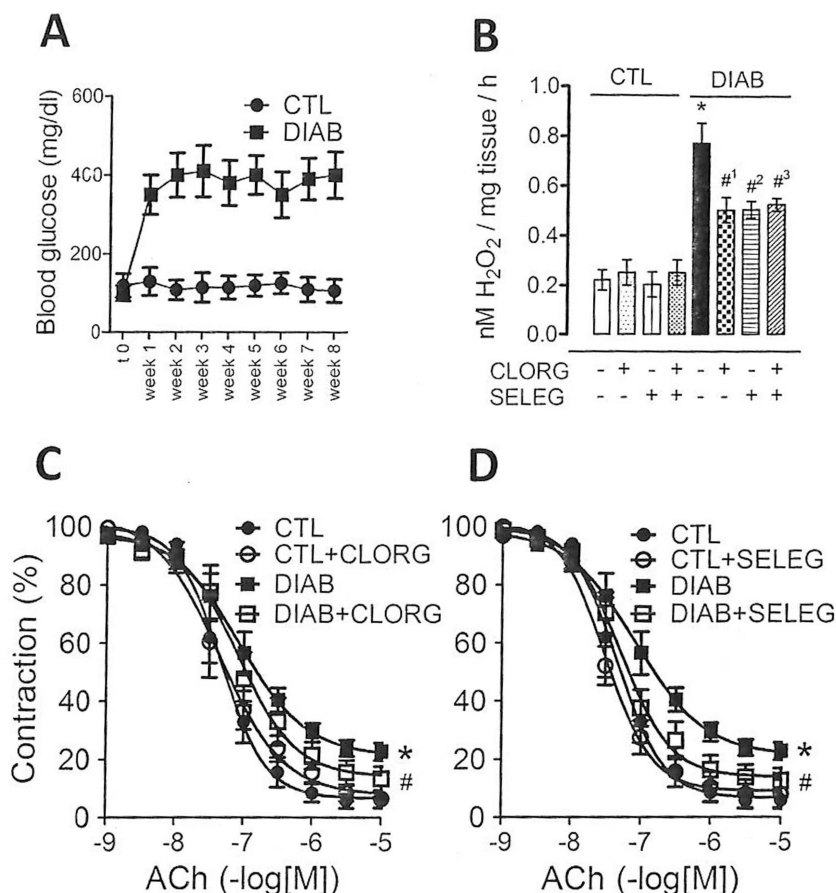 A
Blood glucose (mg/dl)
600
400
200
0
CTL
DIAB
t 0
week 1
week 2
week 3
week 4
week 5
week 6
week 7
week 8
B
nM H₂O₂ / mg tissue / h
1.0
0.8
0.6
0.4
0.2
0.0
CTL
DIAB
*
#¹
#²
#³
CLORG - + - + - + - +
SELEG - - + + - - + +
C
Contraction (%)
100
80
60
40
20
0
CTL
CTL+CLORG
DIAB
DIAB+CLORG
*
#
-9 -8 -7 -6 -5
ACh (-log[M])
D
100
80
60
40
20
0
CTL
CTL+SELEG
DIAB
DIAB+SELEG
*
#
-9 -8 -7 -6 -5
ACh (-log[M])